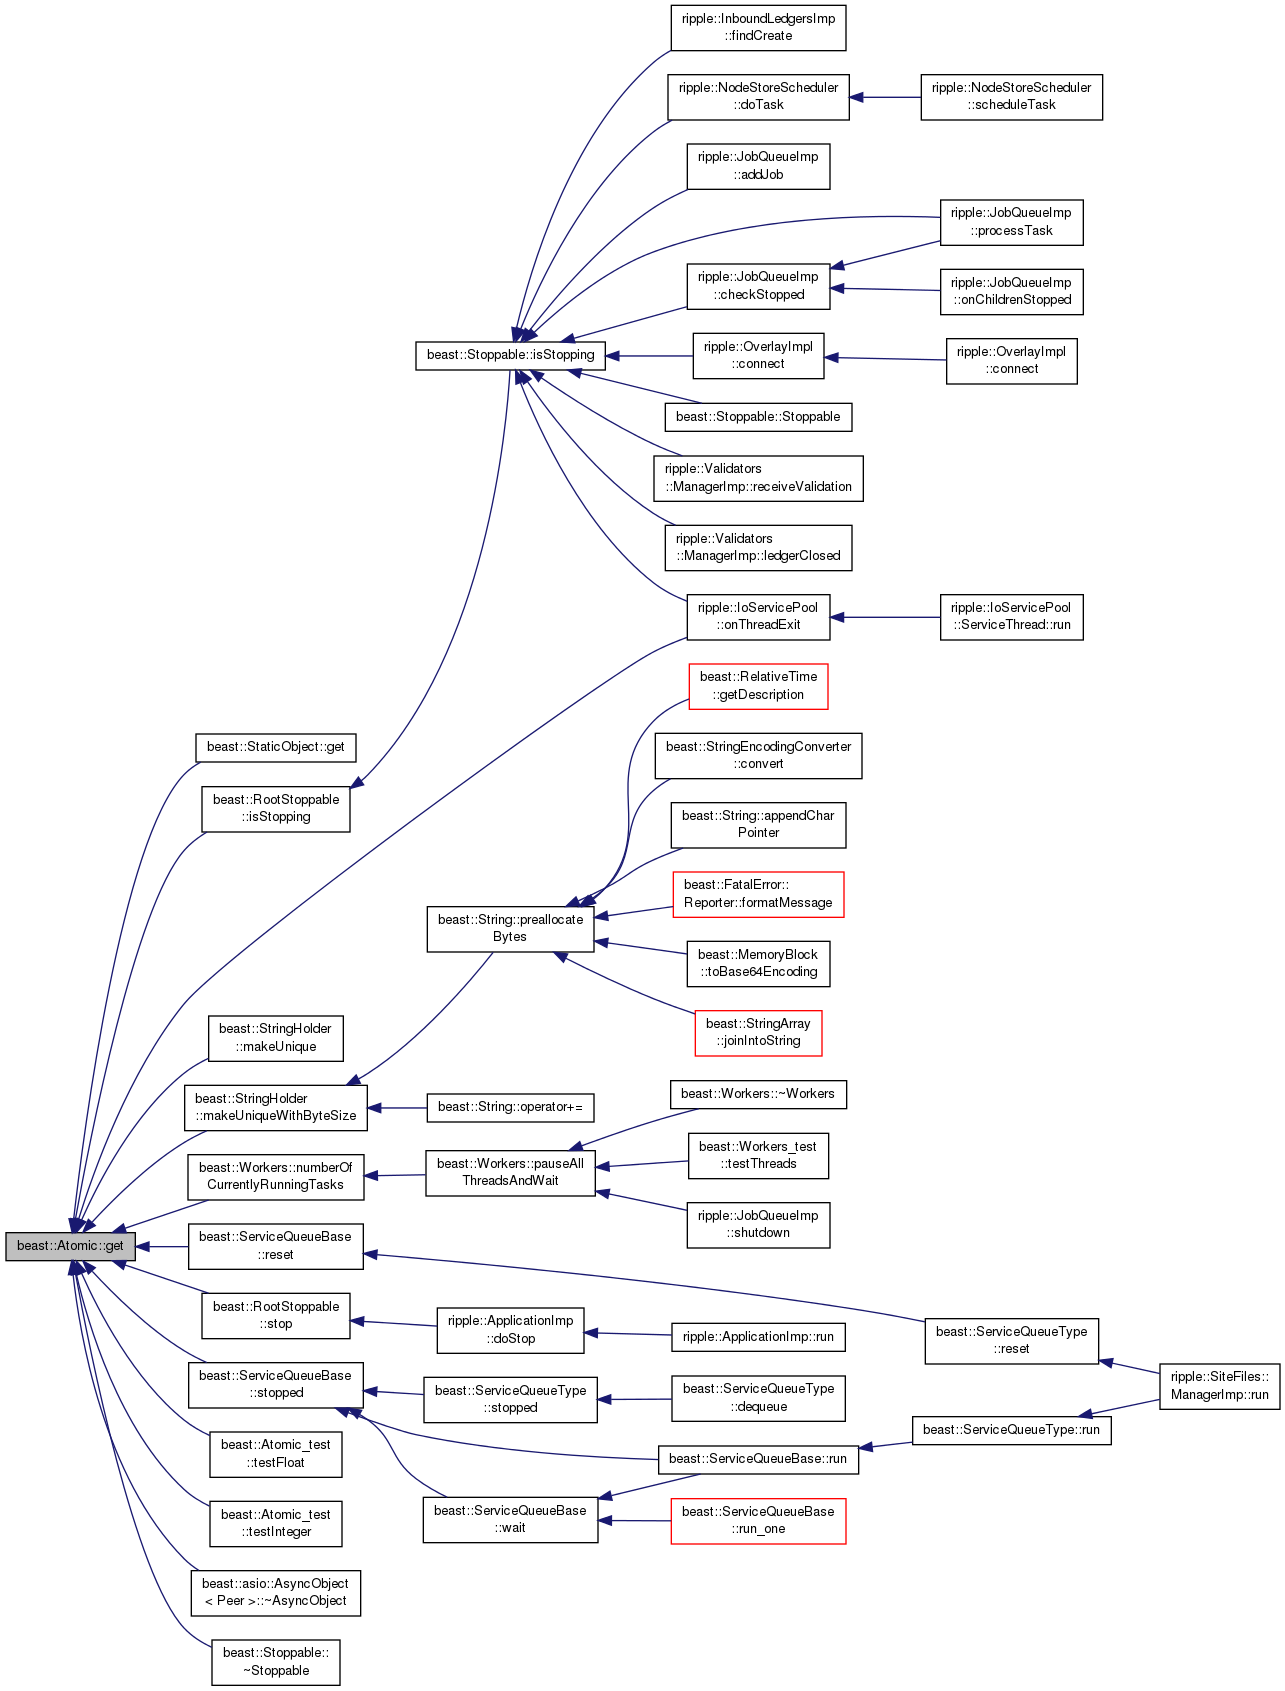 ripple::InboundLedgersImp
::findCreate
ripple::NodeStoreScheduler
::doTask
ripple::NodeStoreScheduler
::scheduleTask
ripple::JobQueueImp
::addJob
ripple::JobQueueImp
::processTask
ripple::JobQueueImp
::checkStopped
ripple::JobQueueImp
::onChildrenStopped
beast::Stoppable::isStopping
ripple::OverlayImpl
::connect
ripple::OverlayImpl
::connect
beast::Stoppable::Stoppable
ripple::Validators
::ManagerImp::receiveValidation
ripple::Validators
::ManagerImp::ledgerClosed
ripple::IoServicePool
::onThreadExit
ripple::IoServicePool
::ServiceThread::run
beast::RelativeTime
::getDescription
beast::StaticObject::get
beast::StringEncodingConverter
::convert
beast::RootStoppable
::isStopping
beast::String::appendChar
Pointer
beast::FatalError::
Reporter::formatMessage
beast::String::preallocate
Bytes
beast::MemoryBlock
::toBase64Encoding
beast::StringArray
::joinIntoString
beast::StringHolder
::makeUnique
beast::StringHolder
::makeUniqueWithByteSize
beast::String::operator+=
beast::Workers::~Workers
beast::Workers_test
::testThreads
beast::Workers::numberOf
CurrentlyRunningTasks
beast::Workers::pauseAll
ThreadsAndWait
ripple::JobQueueImp
::shutdown
beast::Atomic::get
beast::ServiceQueueBase
::reset
beast::RootStoppable
::stop
ripple::ApplicationImp
::doStop
ripple::ApplicationImp::run
beast::ServiceQueueType
::reset
beast::ServiceQueueBase
::stopped
beast::ServiceQueueType
::stopped
beast::ServiceQueueType
::dequeue
ripple::SiteFiles::
ManagerImp::run
beast::ServiceQueueType::run
beast::Atomic_test
::testFloat
beast::ServiceQueueBase::run
beast::ServiceQueueBase
::wait
beast::ServiceQueueBase
::run_one
beast::Atomic_test
::testInteger
beast::asio::AsyncObject
< Peer >::~AsyncObject
beast::Stoppable::
~Stoppable